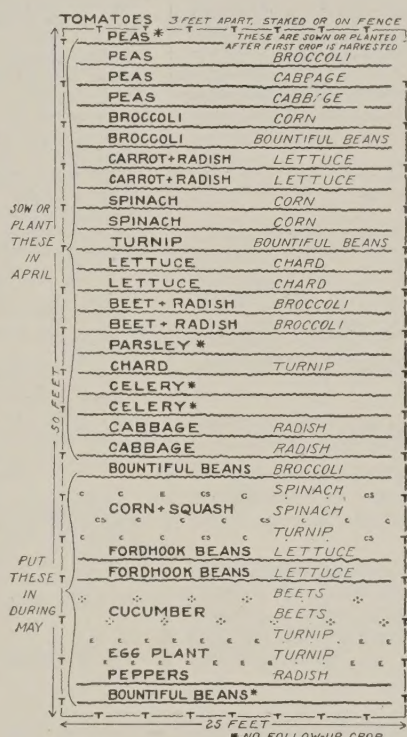 TOMATOES 3 FEET APART, STAKED OR ON FENCE
PEAS* THESE ARE SOWN OR PLANTED
AFTER FIRST CROP IS HARVESTED
PEAS BROCCOLI
PEAS CABBAGE
PEAS CABBAGE
BROCCOLI CORN
BROCCOLI BOUNTIFUL BEANS
CARROT + RADISH LETTUCE
CARROT + RADISH LETTUCE
SPINACH CORN
SPINACH CORN
TURNIP BOUNTIFUL BEANS
LETTUCE CHARD
LETTUCE CHARD
BEET + RADISH BROCCOLI
BEET + RADISH BROCCOLI
PARSLEY*
CHARD TURNIP
CELERY*
CELERY*
CABBAGE RADISH
CABBAGE RADISH
BOUNTIFUL BEANS BROCCOLI
SPINACH
CORN + SQUASH SPINACH
TURNIP
FORDHOOK BEANS LETTUCE
FORDHOOK BEANS LETTUCE
BEETS
CUCUMBER BEETS
TURNIP
EGG PLANT TURNIP
PEPPERS RADISH
BOUNTIFUL BEANS*
25 FEET
* NO FOLLOW-UP CROP
SOW OR
PLANT
THESE
IN
APRIL
50 FEET
PUT
THESE
IN
DURING
MAY